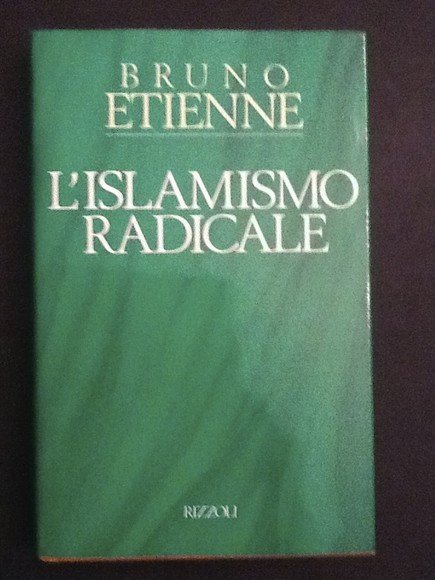 BRUNO
ETIENNE
L'ISLAMISMO
RADICALE
RIZZOLI